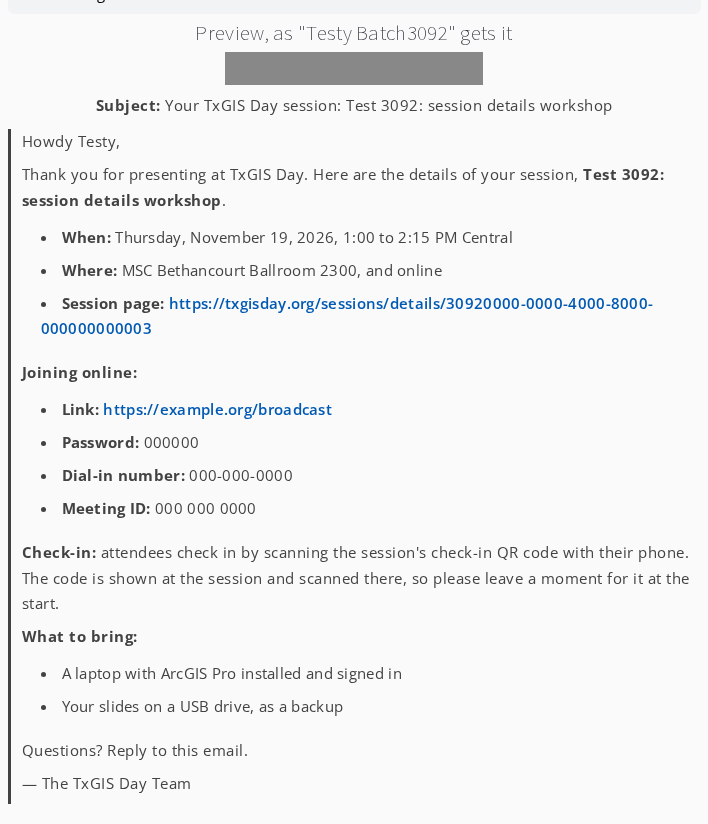 Preview, as "Testy Batch3092" gets it
Subject: Your TxGIS Day session: Test 3092: session details workshop
Howdy Testy,
Thank you for presenting at TxGIS Day. Here are the details of your session, Test 3092:
session details workshop.
• When: Thursday, November 19, 2026, 1:00 to 2:15 PM Central
• Where: MSC Bethancourt Ballroom 2300, and online
• Session page: https://txgisday.org/sessions/details/30920000-0000-4000-8000-
000000000003
Joining online:
• Link: https://example.org/broadcast
• Password: 000000
• Dial-in number: 000-000-0000
• Meeting ID: 000 000 0000
Check-in: attendees check in by scanning the session's check-in QR code with their phone.
The code is shown at the session and scanned there, so please leave a moment for it at the
start.
What to bring:
• A laptop with ArcGIS Pro installed and signed in
• Your slides on a USB drive, as a backup
Questions? Reply to this email.
— The TxGIS Day Team